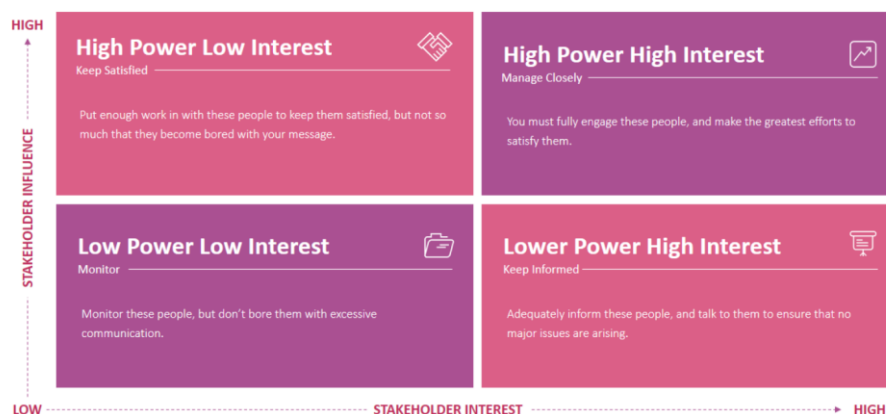 HIGH
High Power Low Interest
Keep Satisfied
Put enough work in with these people to keep them satisfied, but not so
much that they become bored with your message.
High Power High Interest
Manage Closely
You must fully engage these people, and make the greatest efforts to
satisfy them.
STAKEHOLDER INFLUENCE
Low Power Low Interest
Monitor
Monitor these people, but don't bore them with excessive
communication.
Lower Power High Interest
Keep Informed
Adequately inform these people, and talk to them to ensure that no
major issues are arising.
LOW
STAKEHOLDER INTEREST
HIGH